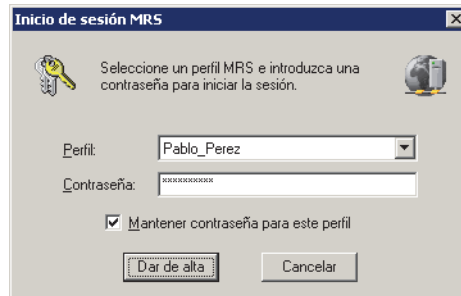 Inicio de sesión MRS
Seleccione un perfil MRS e introduzca una
contraseña para iniciar la sesión.
Perfil: Pablo_Perez
Contraseña: xxxxxxxxxx
Mantener contraseña para este perfil
Dar de alta Cancelar